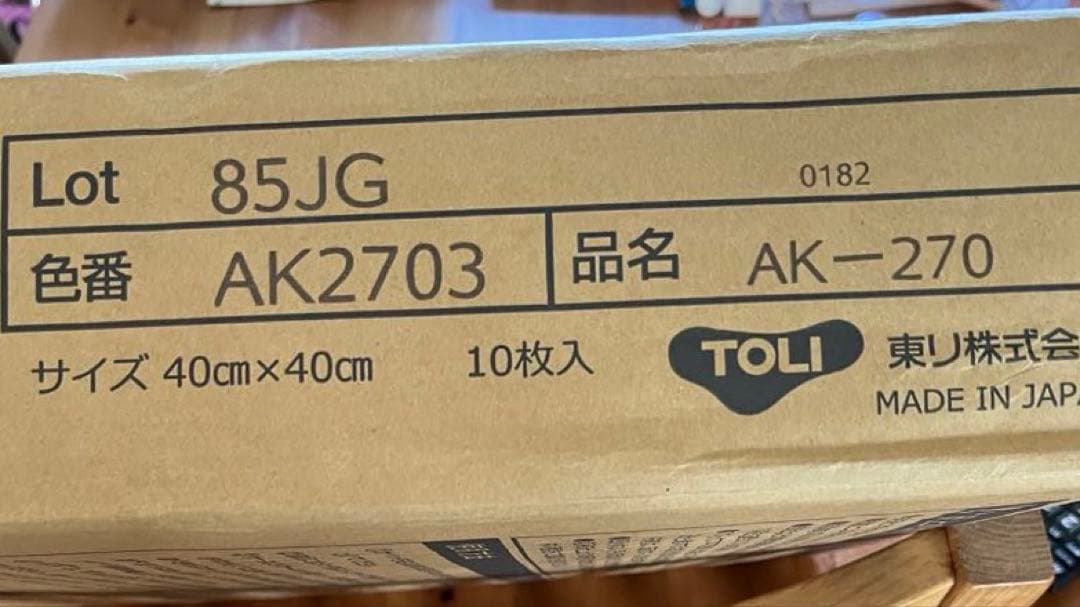 Lot 85JG 0182
色番 AK2703 品名 AK－270
サイズ 40㎝×40㎝ 10枚入 TOLI 東リ株式会
MADE IN JAPA